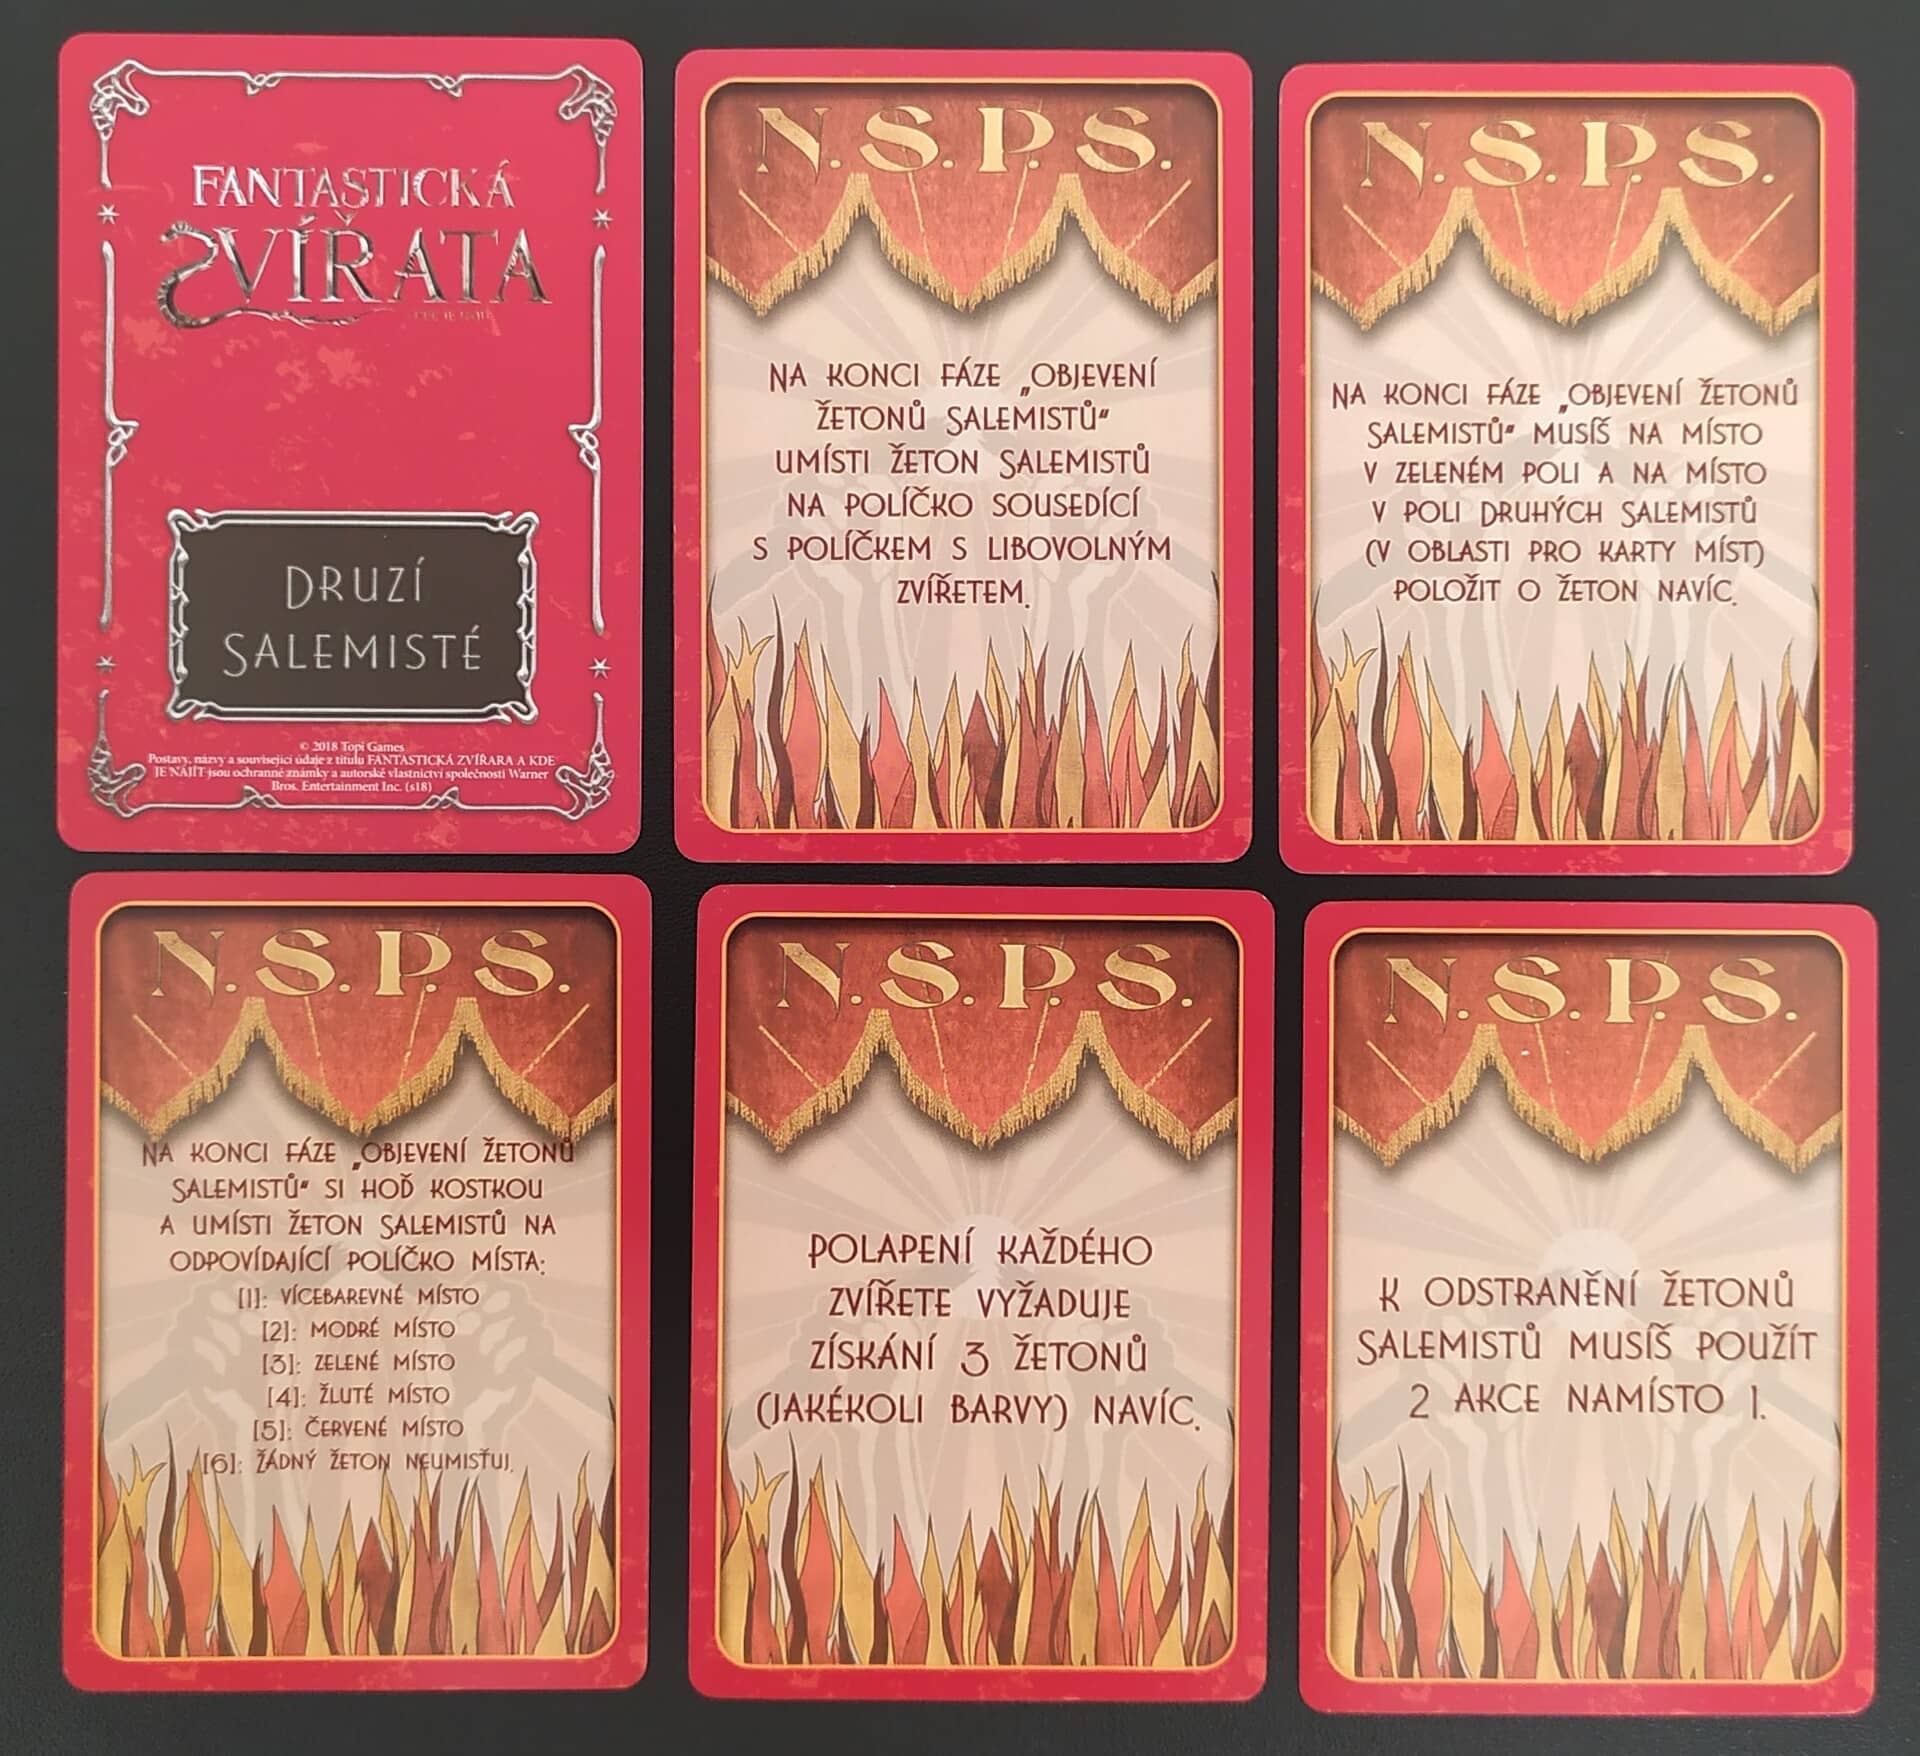 FANTASTICKÁ
ZVÍŘATA
DRUZÍ
SALEMISTÉ
© 2018 Topi Games
Postavy, názvy a související údaje z titulu FANTASTICKÁ ZVÍŘARA A KDE
JE NAJÍT jsou ochranné známky a autorské vlastnictví společnosti Warner
Bros. Entertainment Inc. (s18)
N.S.P.S.
NA KONCI FÁZE „OBJEVENÍ
ŽETONŮ SALEMISTŮ“
UMÍSTI ŽETON SALEMISTŮ
NA POLÍČKO SOUSEDÍCÍ
S POLÍČKEM S LIBOVOLNÝM
ZVÍŘETEM.
N.S.P.S.
NA KONCI FÁZE „OBJEVENÍ ŽETONŮ
SALEMISTŮ“ MUSÍŠ NA MÍSTO
V ZELENÉM POLI A NA MÍSTO
V POLI DRUHÝCH SALEMISTŮ
(V OBLASTI PRO KARTY MÍST)
POLOŽIT O ŽETON NAVÍC.
N.S.P.S.
NA KONCI FÁZE „OBJEVENÍ ŽETONŮ
SALEMISTŮ“ SI HOĎ KOSTKOU
A UMÍSTI ŽETON SALEMISTŮ NA
ODPOVÍDAJÍCÍ POLÍČKO MÍSTA:
[1]: VÍCEBAREVNÉ MÍSTO
[2]: MODRÉ MÍSTO
[3]: ZELENÉ MÍSTO
[4]: ŽLUTÉ MÍSTO
[5]: ČERVENÉ MÍSTO
[6]: ŽÁDNÝ ŽETON NEUMISŤUJ.
N.S.P.S.
POLAPENÍ KAŽDÉHO
ZVÍŘETE VYŽADUJE
ZÍSKÁNÍ 3 ŽETONŮ
(JAKÉKOLI BARVY) NAVÍC.
N.S.P.S.
K ODSTRANĚNÍ ŽETONŮ
SALEMISTŮ MUSÍŠ POUŽÍT
2 AKCE NAMÍSTO 1.